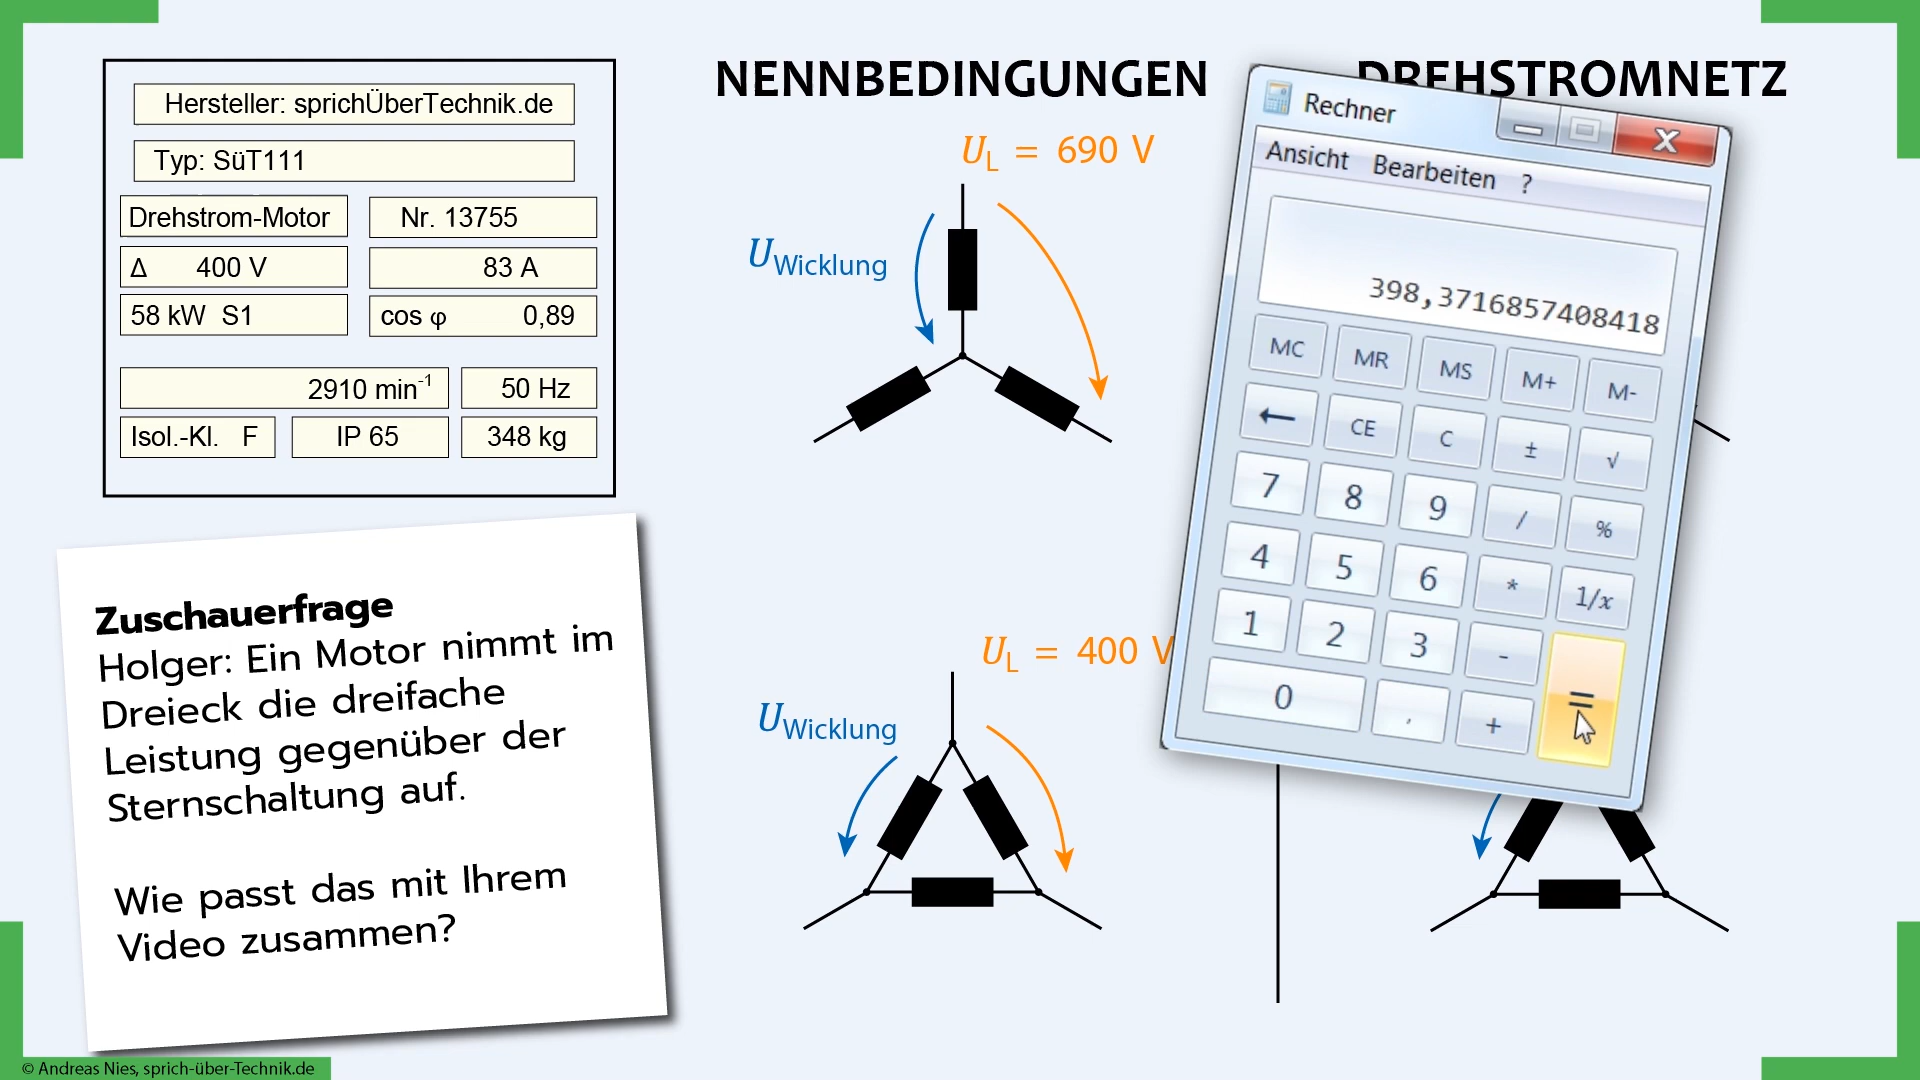 Hersteller: sprichÜberTechnik.de
Typ: SüT111
Drehstrom-Motor
Nr. 13755
Δ 400 V
83 A
58 kW S1
cos φ 0,89
2910 min⁻¹
50 Hz
Isol.-Kl. F
IP 65
348 kg
Zuschauerfrage
Holger: Ein Motor nimmt im
Dreieck die dreifache
Leistung gegenüber der
Sternschaltung auf.
Wie passt das mit Ihrem
Video zusammen?
NENNBEDINGUNGEN
U_L = 690 V
U_Wicklung
U_L = 400 V
U_Wicklung
DREHSTROMNETZ
Rechner
Ansicht Bearbeiten ?
398,3716857408418
MC MR MS M+ M-
← CE C ± √
7 8 9 / %
4 5 6 * 1/x
1 2 3 - =
0 , +
© Andreas Nies, sprich-über-Technik.de